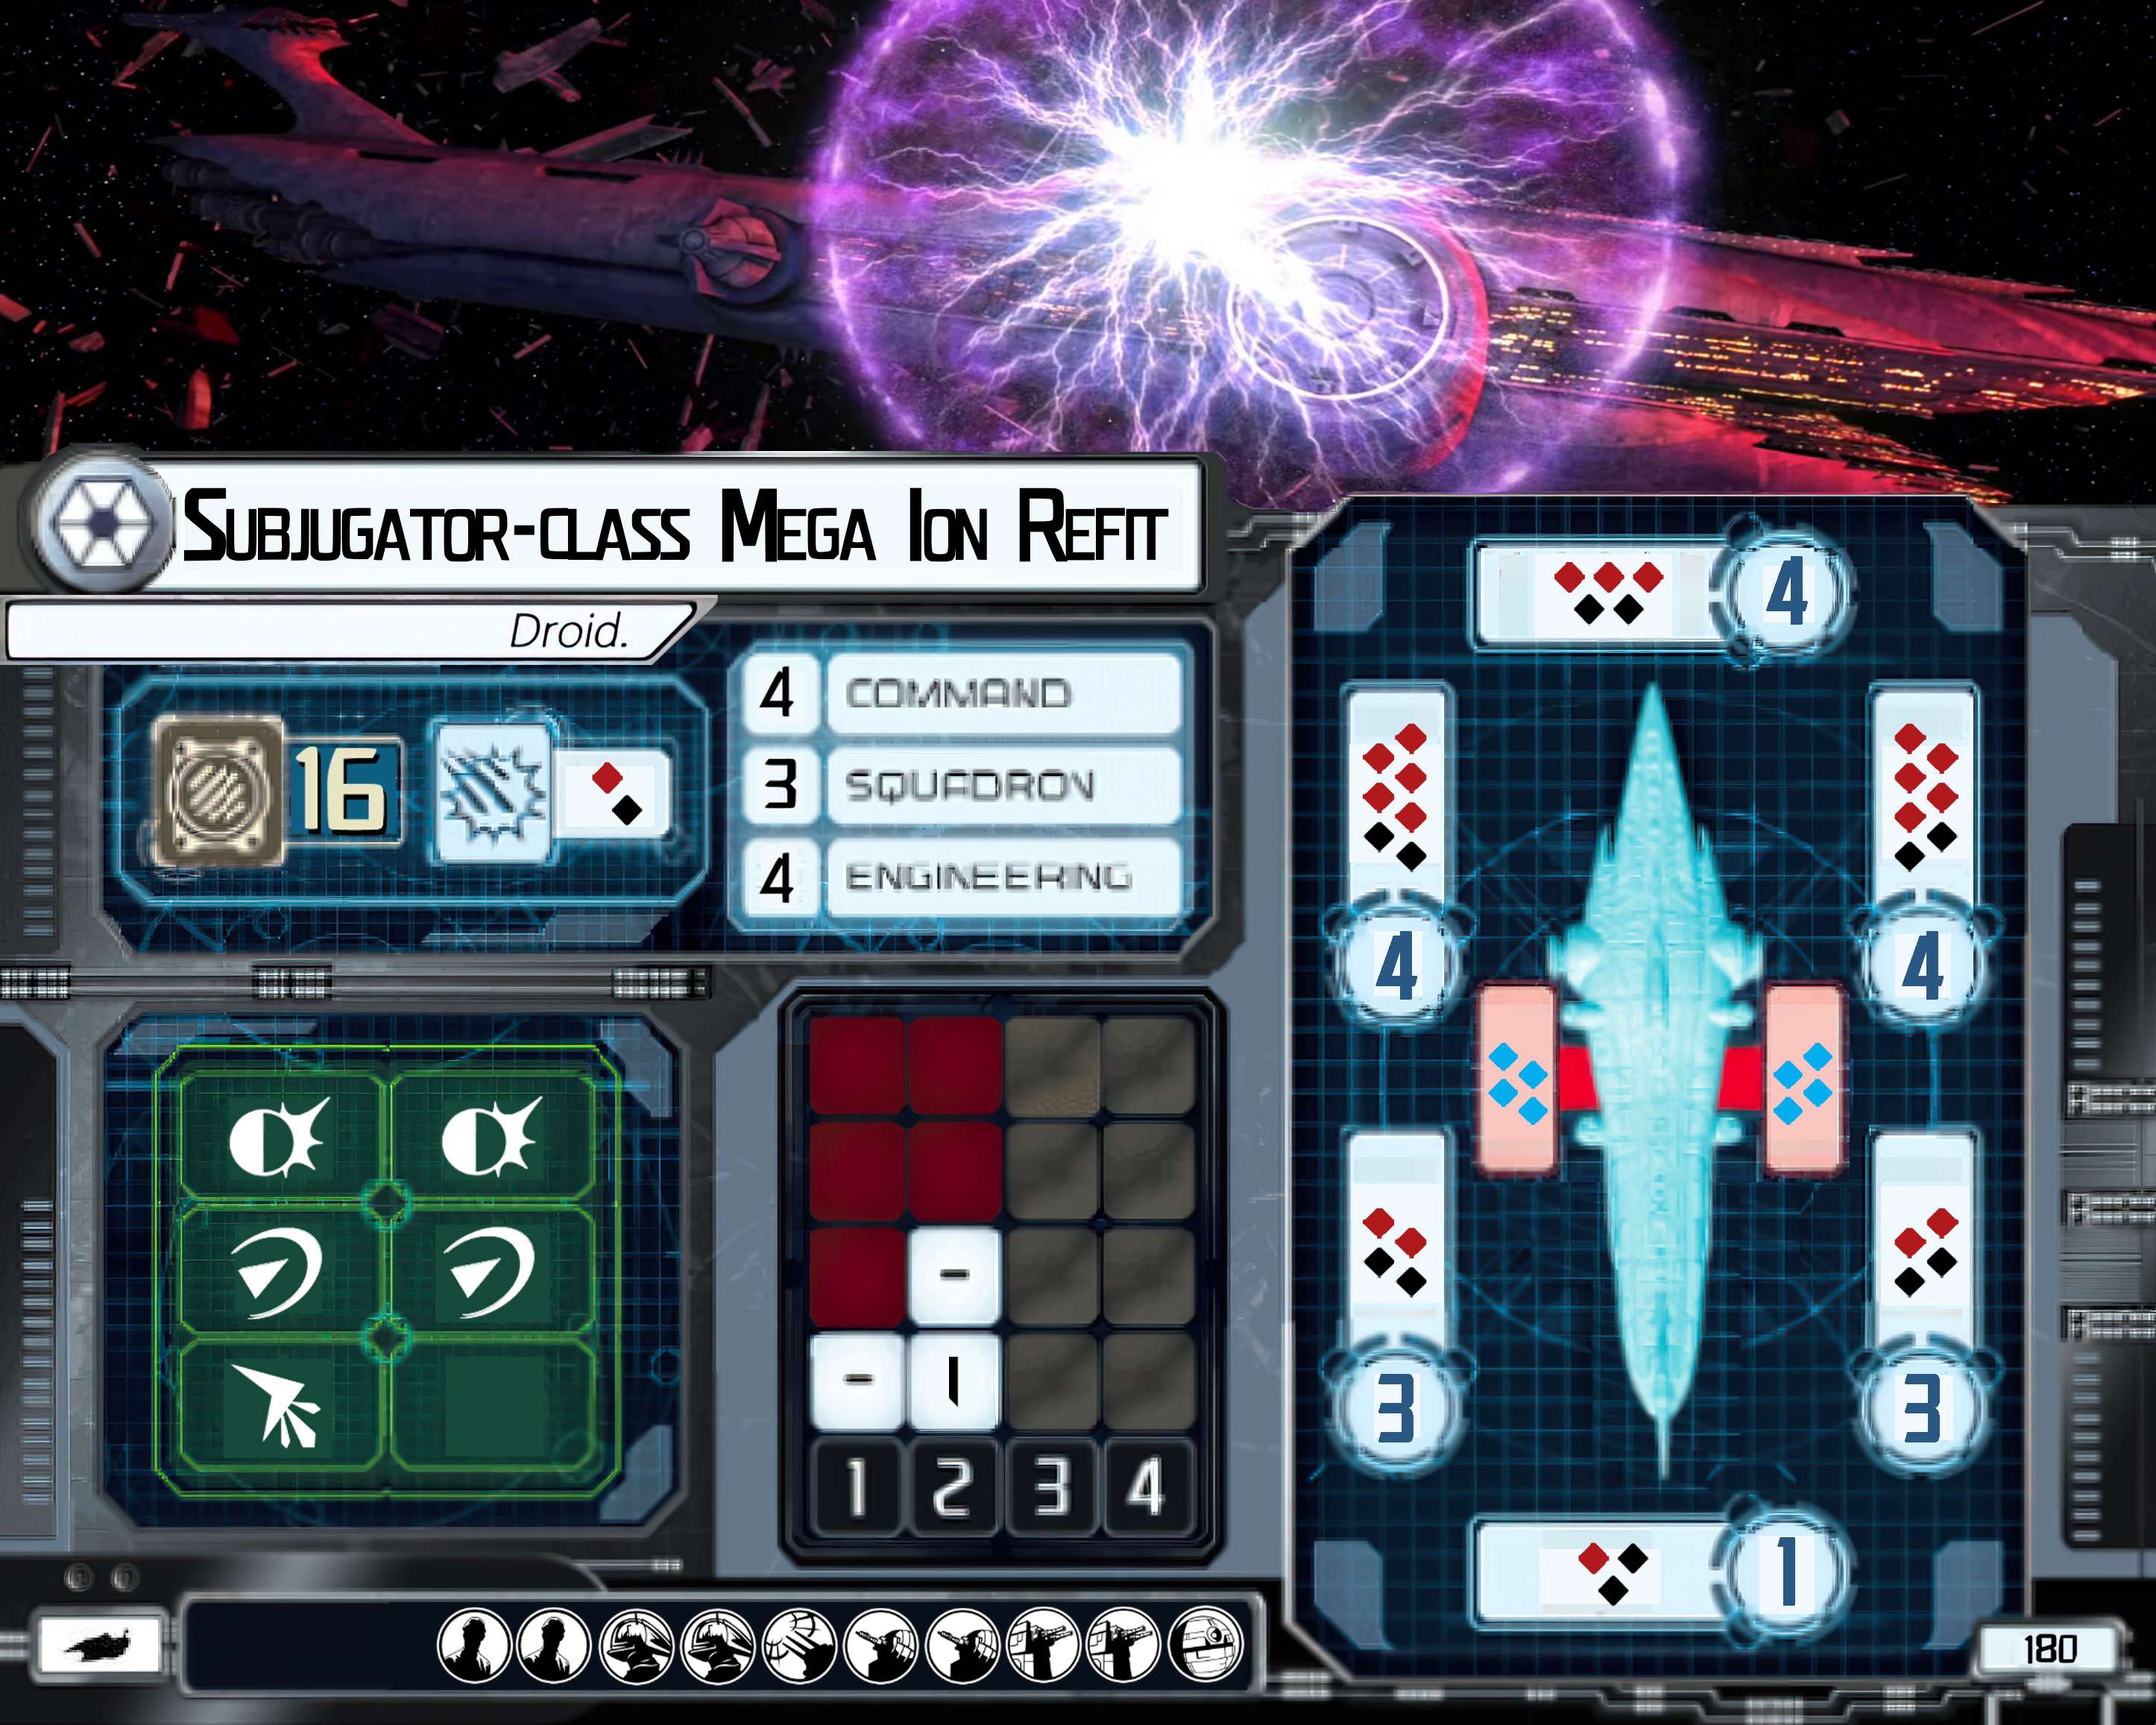 SUBJUGATOR-CLASS MEGA ION REFIT
Droid.
16
4 COMMAND
3 SQUADRON
4 ENGINEERING
4
4 4
3 3
1
- 
- I
1 2 3 4
180